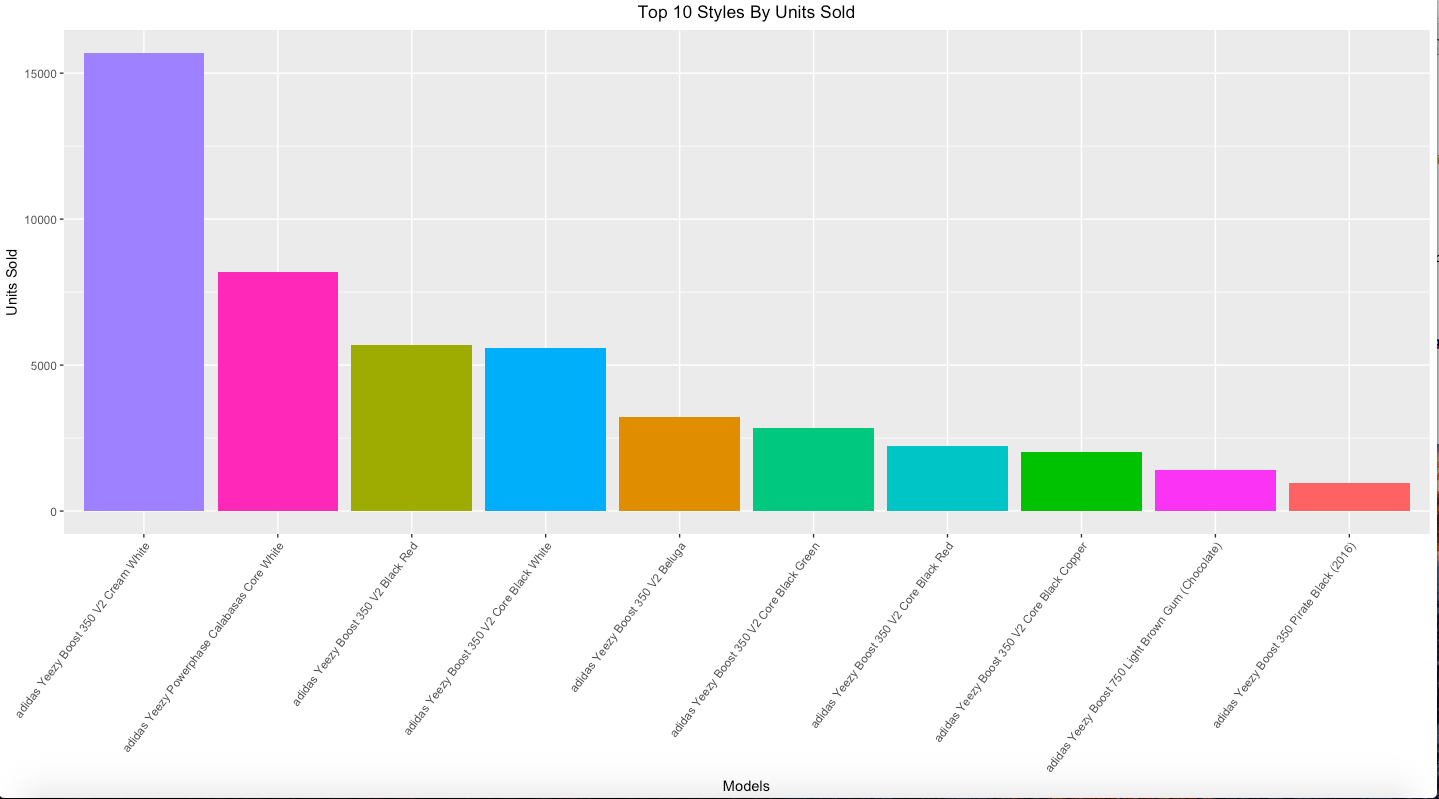 Top 10 Styles By Units Sold
Units Sold
15000
10000
5000
0
adidas Yeezy Boost 350 V2 Cream White
adidas Yeezy Powerphase Calabasas Core White
adidas Yeezy Boost 350 V2 Black Red
adidas Yeezy Boost 350 V2 Core Black White
adidas Yeezy Boost 350 V2 Beluga
adidas Yeezy Boost 350 V2 Core Black Green
adidas Yeezy Boost 350 V2 Core Black Red
adidas Yeezy Boost 350 V2 Core Black Copper
adidas Yeezy Boost 750 Light Brown Gum (Chocolate)
adidas Yeezy Boost 350 Pirate Black (2016)
Models